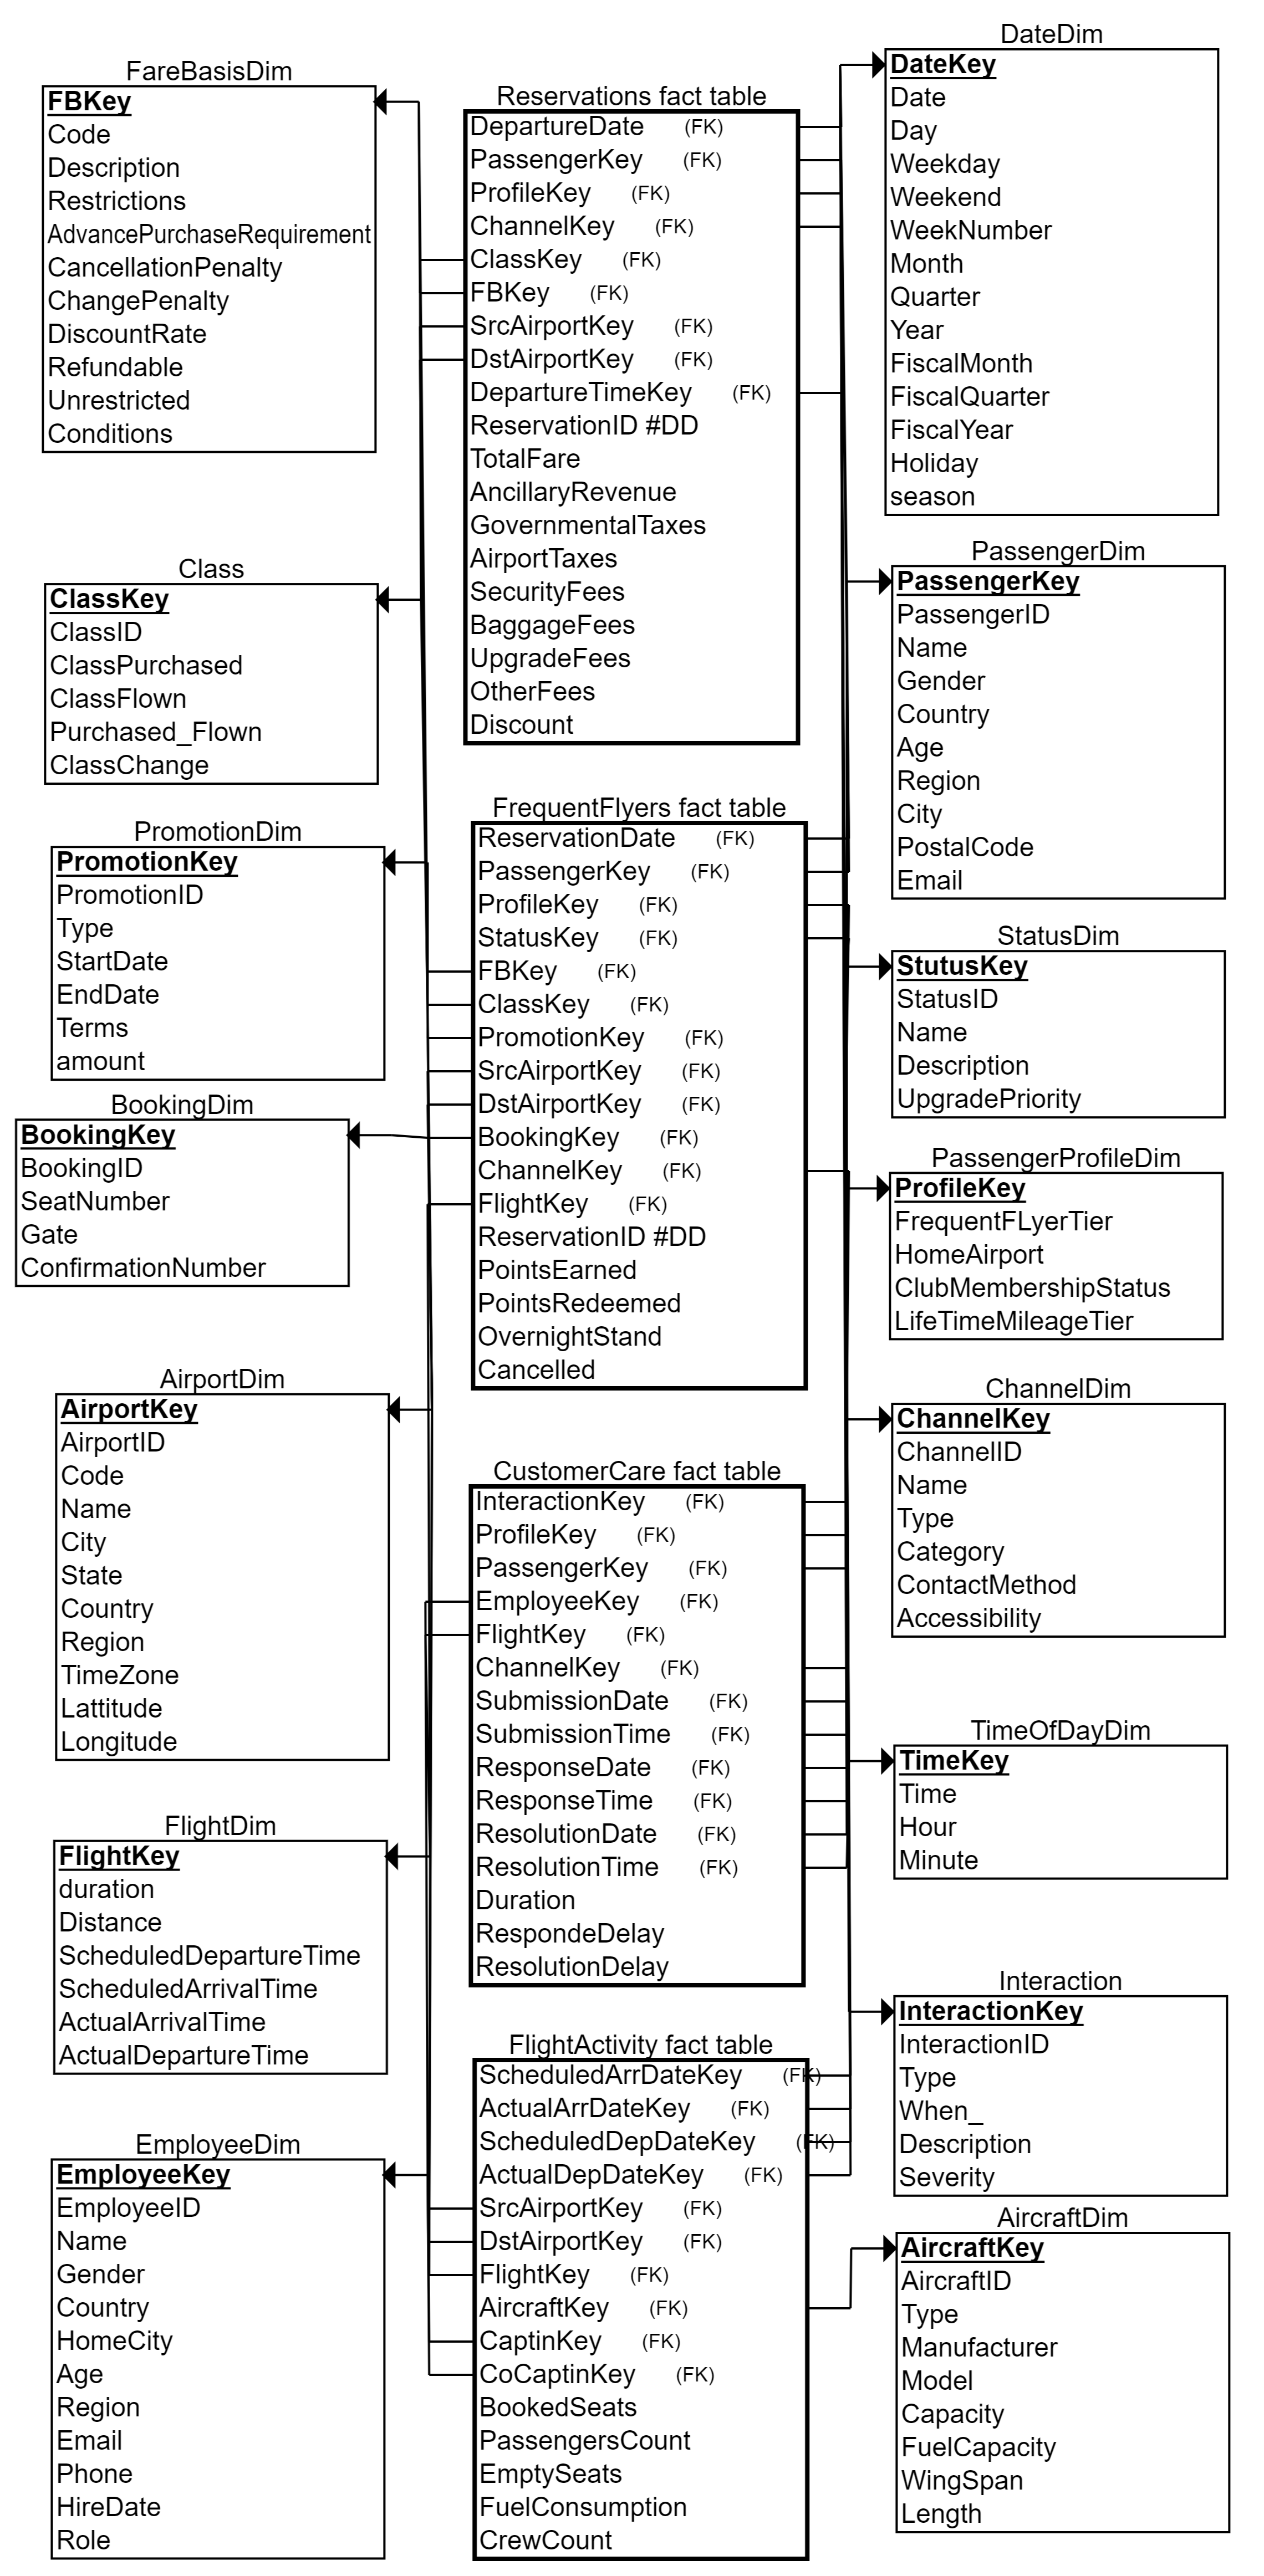 FareBasisDim
FBKey
Code
Description
Restrictions
AdvancePurchaseRequirement
CancellationPenalty
ChangePenalty
DiscountRate
Refundable
Unrestricted
Conditions
Class
ClassKey
ClassID
ClassPurchased
ClassFlown
Purchased_Flown
ClassChange
PromotionDim
PromotionKey
PromotionID
Type
StartDate
EndDate
Terms
amount
BookingDim
BookingKey
BookingID
SeatNumber
Gate
ConfirmationNumber
AirportDim
AirportKey
AirportID
Code
Name
City
State
Country
Region
TimeZone
Lattitude
Longitude
FlightDim
FlightKey
duration
Distance
ScheduledDepartureTime
ScheduledArrivalTime
ActualArrivalTime
ActualDepartureTime
EmployeeDim
EmployeeKey
EmployeeID
Name
Gender
Country
HomeCity
Age
Region
Email
Phone
HireDate
Role
Reservations fact table
DepartureDate (FK)
PassengerKey (FK)
ProfileKey (FK)
ChannelKey (FK)
ClassKey (FK)
FBKey (FK)
SrcAirportKey (FK)
DstAirportKey (FK)
DepartureTimeKey (FK)
ReservationID #DD
TotalFare
AncillaryRevenue
GovernmentalTaxes
AirportTaxes
SecurityFees
BaggageFees
UpgradeFees
OtherFees
Discount
FrequentFlyers fact table
ReservationDate (FK)
PassengerKey (FK)
ProfileKey (FK)
StatusKey (FK)
FBKey (FK)
ClassKey (FK)
PromotionKey (FK)
SrcAirportKey (FK)
DstAirportKey (FK)
BookingKey (FK)
ChannelKey (FK)
FlightKey (FK)
ReservationID #DD
PointsEarned
PointsRedeemed
OvernightStand
Cancelled
CustomerCare fact table
InteractionKey (FK)
ProfileKey (FK)
PassengerKey (FK)
EmployeeKey (FK)
FlightKey (FK)
ChannelKey (FK)
SubmissionDate (FK)
SubmissionTime (FK)
ResponseDate (FK)
ResponseTime (FK)
ResolutionDate (FK)
ResolutionTime (FK)
Duration
RespondeDelay
ResolutionDelay
FlightActivity fact table
ScheduledArrDateKey (FK)
ActualArrDateKey (FK)
ScheduledDepDateKey (FK)
ActualDepDateKey (FK)
SrcAirportKey (FK)
DstAirportKey (FK)
FlightKey (FK)
AircraftKey (FK)
CaptinKey (FK)
CoCaptinKey (FK)
BookedSeats
PassengersCount
EmptySeats
FuelConsumption
CrewCount
DateDim
DateKey
Date
Day
Weekday
Weekend
WeekNumber
Month
Quarter
Year
FiscalMonth
FiscalQuarter
FiscalYear
Holiday
season
PassengerDim
PassengerKey
PassengerID
Name
Gender
Country
Age
Region
City
PostalCode
Email
StatusDim
StutusKey
StatusID
Name
Description
UpgradePriority
PassengerProfileDim
ProfileKey
FrequentFLyerTier
HomeAirport
ClubMembershipStatus
LifeTimeMileageTier
ChannelDim
ChannelKey
ChannelID
Name
Type
Category
ContactMethod
Accessibility
TimeOfDayDim
TimeKey
Time
Hour
Minute
Interaction
InteractionKey
InteractionID
Type
When_
Description
Severity
AircraftDim
AircraftKey
AircraftID
Type
Manufacturer
Model
Capacity
FuelCapacity
WingSpan
Length